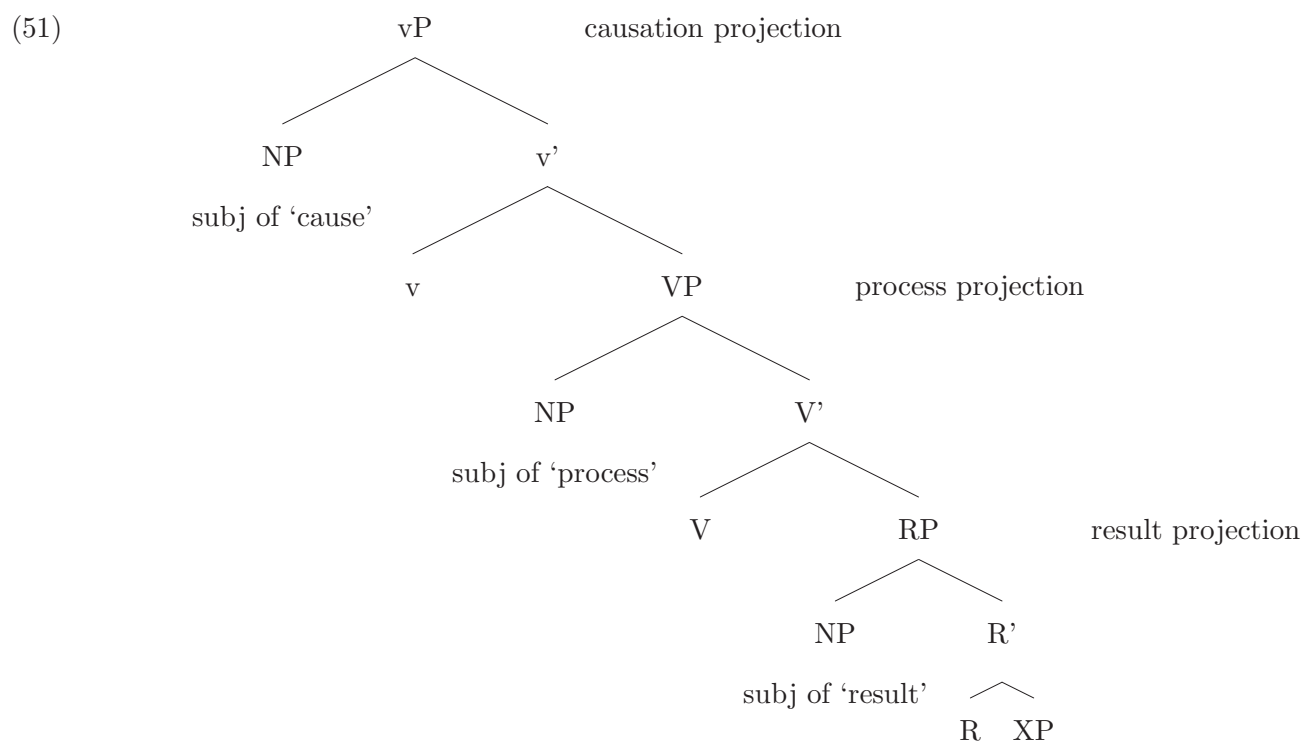 (51) vP causation projection
NP v’
subj of ‘cause’
v VP process projection
NP V’
subj of ‘process’
V RP result projection
NP R’
subj of ‘result’
R XP